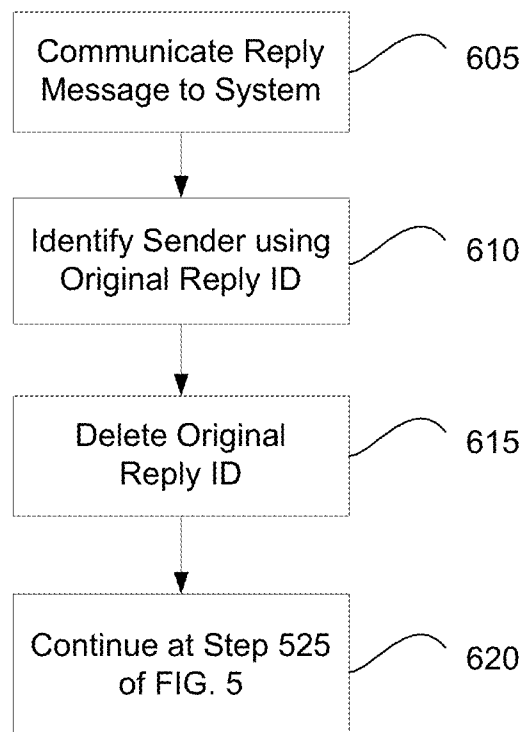 Communicate Reply
Message to System
605
Identify Sender using
Original Reply ID
610
Delete Original
Reply ID
615
Continue at Step 525
of FIG. 5
620